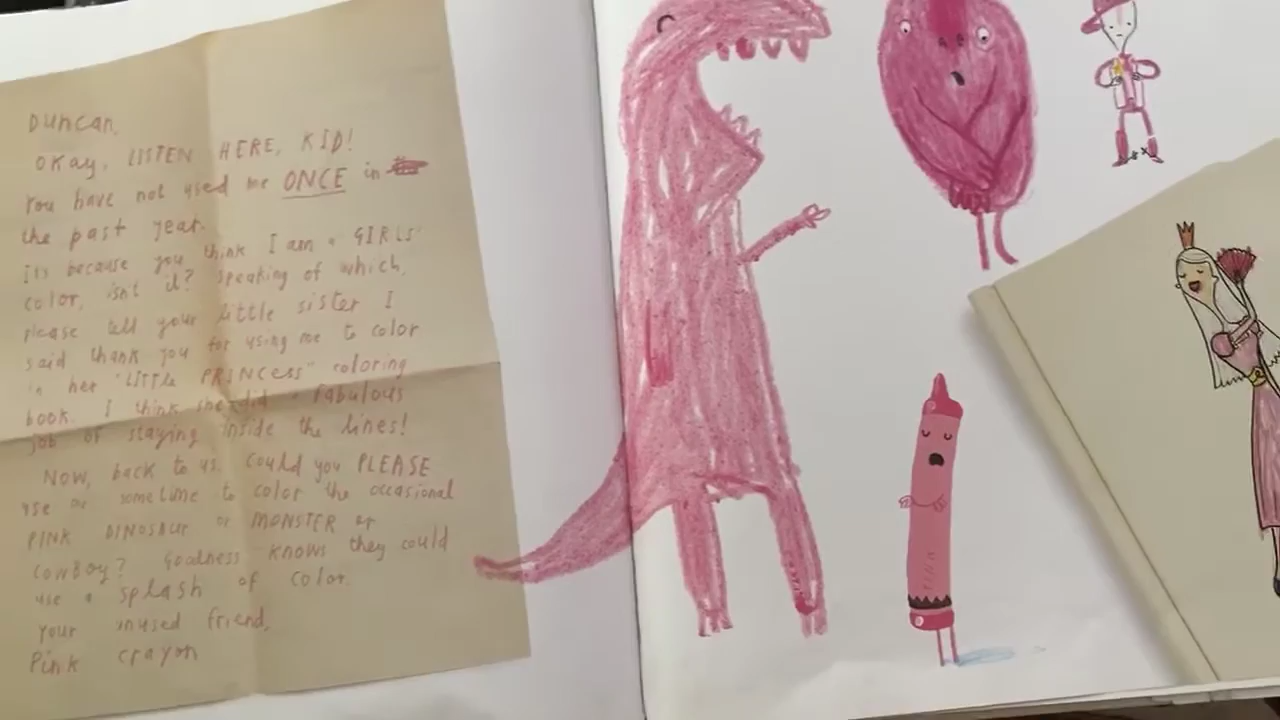 Duncan,
Okay, LISTEN HERE, KID!
You have not used me ONCE in
the past year.
It's because you think I am a GIRLS'
color, isn't it? Speaking of which,
please tell your little sister I
said thank you for using me to color
in her "LITTLE PRINCESS" coloring
book. I think she did a fabulous
job of staying inside the lines!
Now, back to us. Could you PLEASE
use me sometime to color the occasional
PINK DINOSAUR or MONSTER or
COWBOY? Goodness knows they could
use a splash of color.
Your unused friend,
Pink crayon
PINK